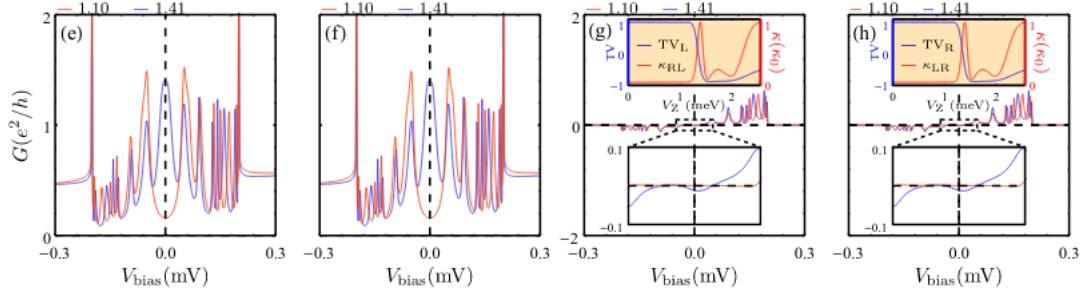 1.10 1.41 1.10 1.41 1.10 1.41 1.10 1.41
2 (e) (f) 2 (g) (h)
1 1 1 1
TV 0 TV_L κ(κ₀) TV 0 TV_R κ(κ₀)
κ_RL κ_LR
−1 0 −1 0
0 2 0 2
V_Z (meV) V_Z (meV)
G(e²/h) 1 0
0.1 0.1
−0.1 −0.1
0 −2
−0.3 0.0 0.3 −0.3 0.0 0.3 −0.3 0.0 0.3 −0.3 0.0 0.3
V_bias(mV) V_bias(mV) V_bias(mV) V_bias(mV)